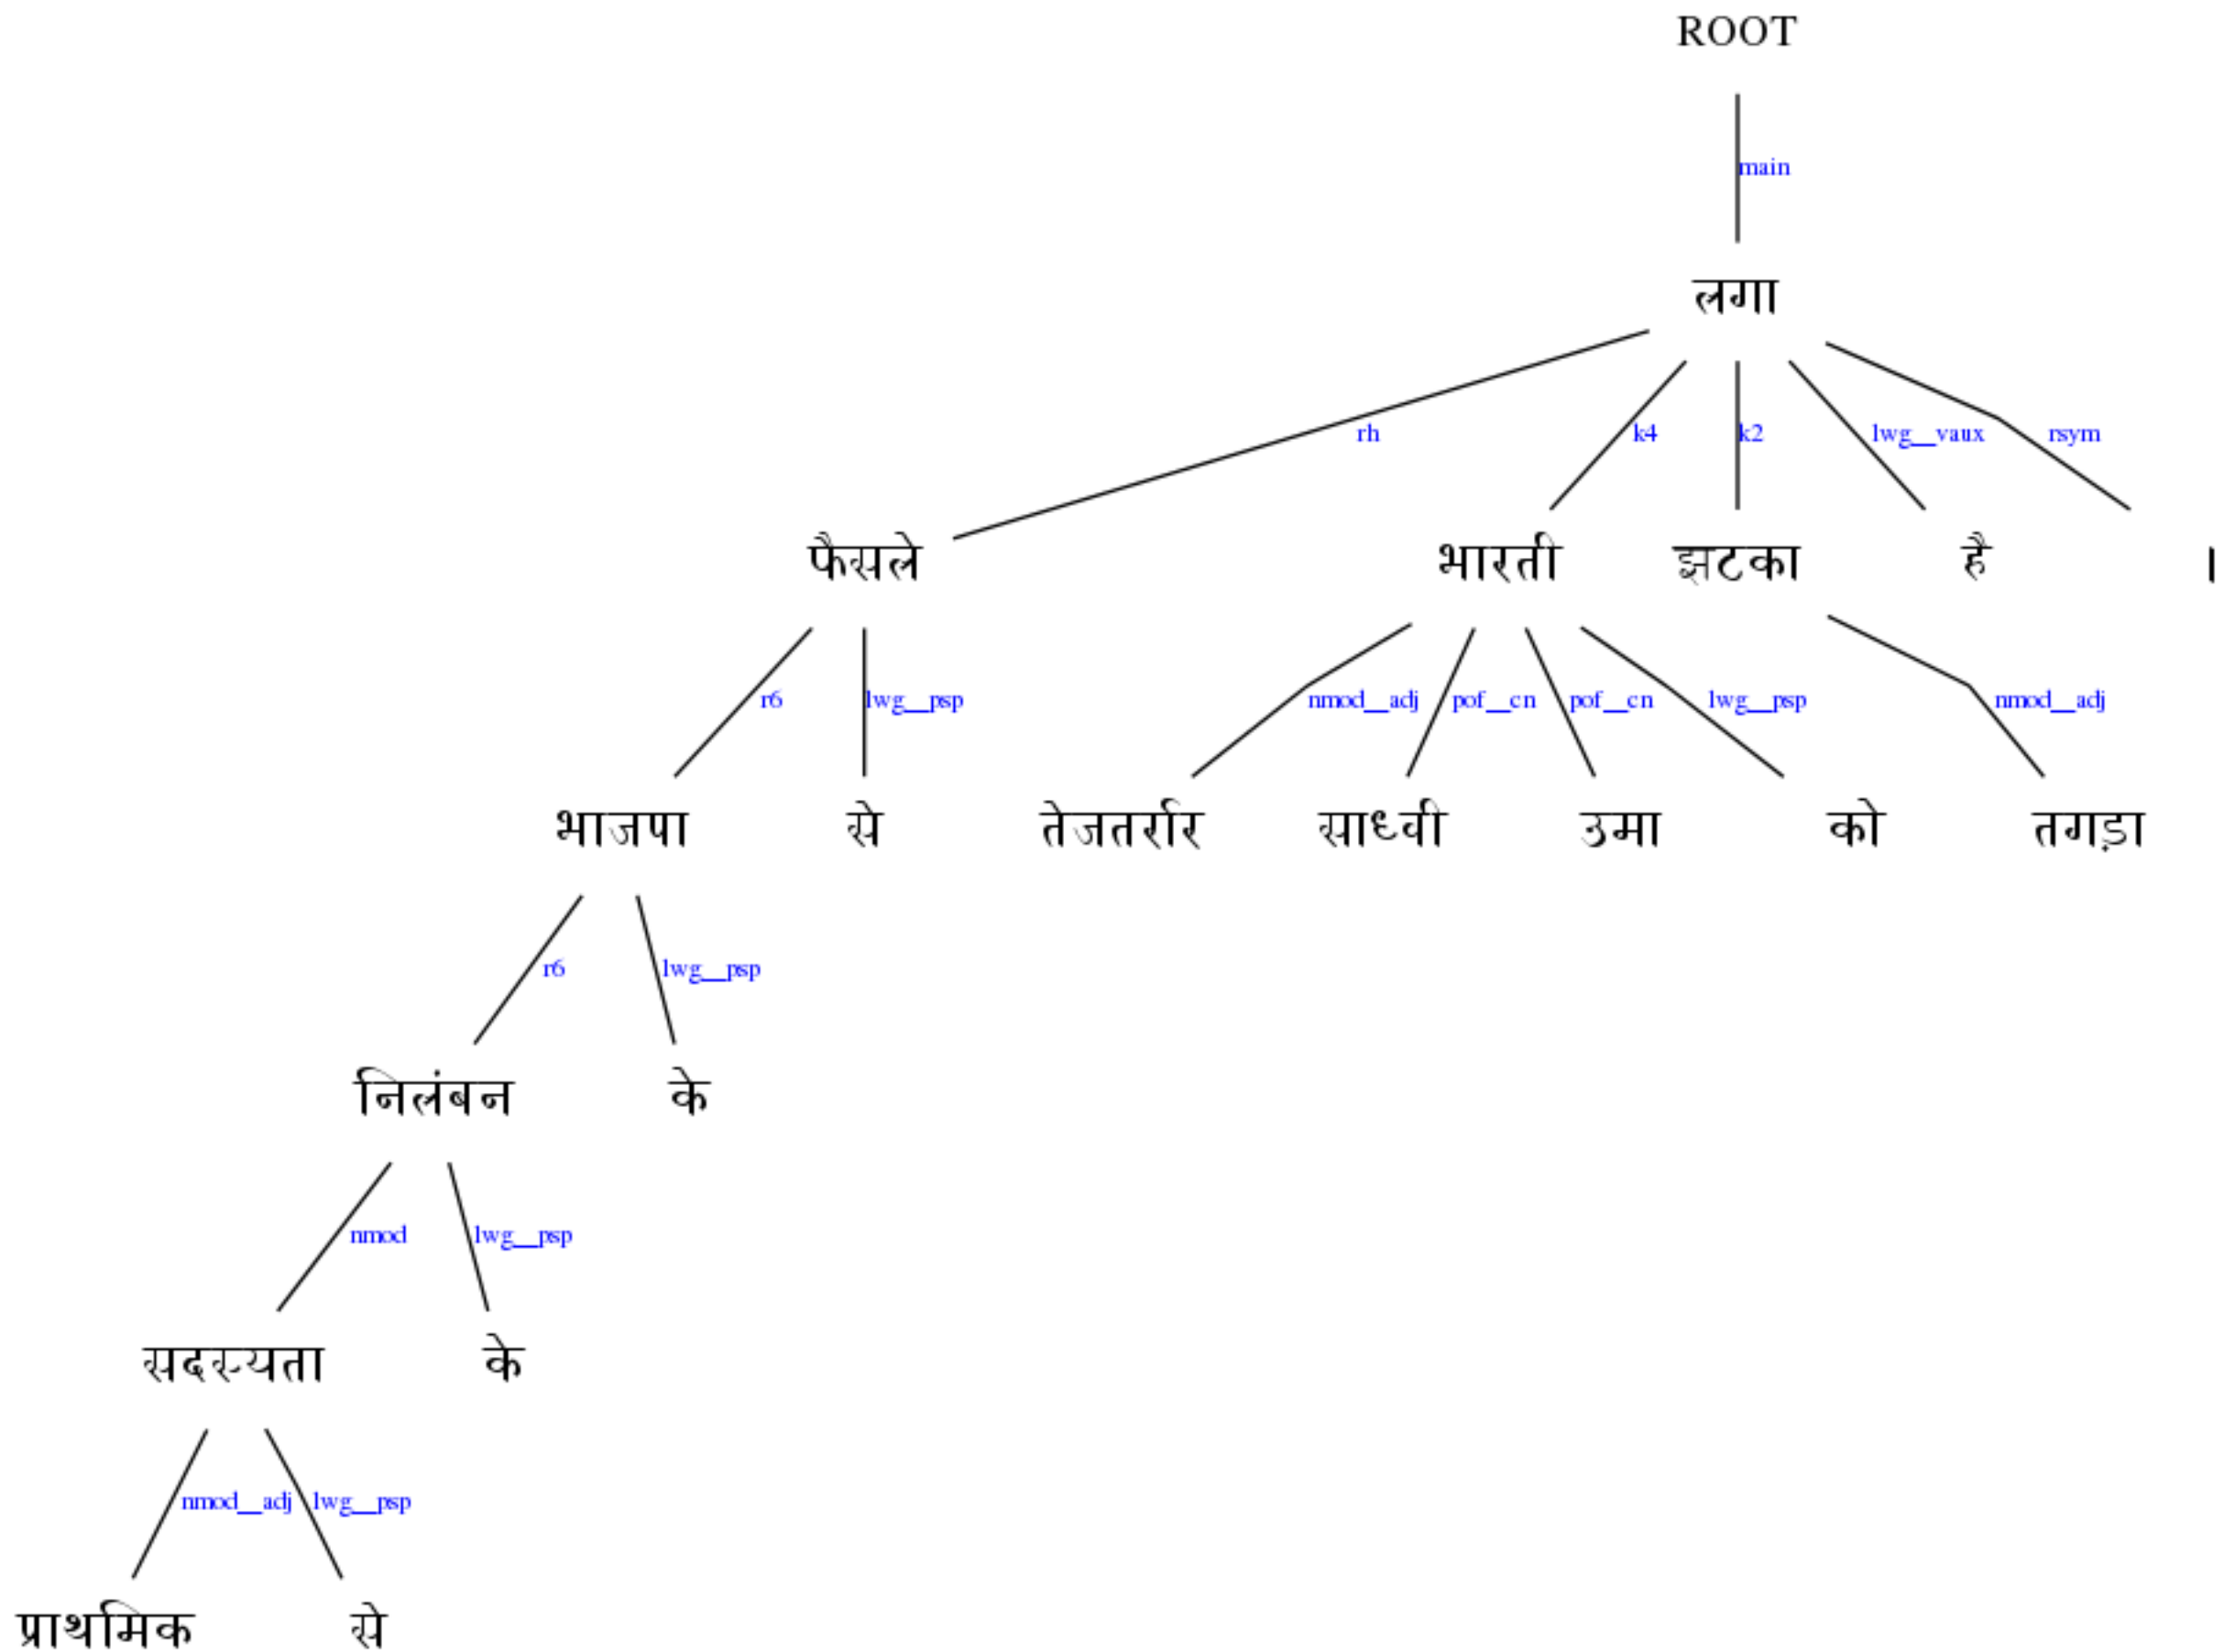 ROOT
main
लगा
rh k4 k2 lwg__vaux rsym
फैसले भारती झटका है ।
r6 lwg__psp nmod__adj pof__cn pof__cn lwg__psp nmod__adj
भाजपा से तेजतर्रार साध्वी उमा को तगड़ा
r6 lwg__psp
निलंबन के
nmod lwg__psp
सदस्यता के
nmod__adj lwg__psp
प्राथमिक से